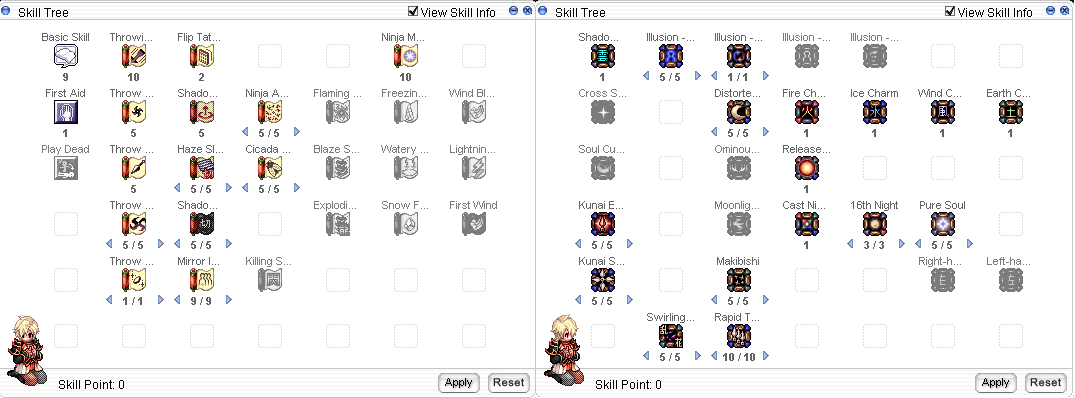 Skill Tree
View Skill Info
Basic Skill
Throwi...
Flip Tat...
Ninja M...
9
10
2
10
First Aid
Throw ...
Shado...
Ninja A...
Flaming ...
Freezin...
Wind Bl...
1
5
5
5 / 5
Play Dead
Throw ...
Haze Sl...
Cicada ...
Blaze S...
Watery ...
Lightnin...
5
5 / 5
5 / 5
Throw ...
Shado...
Explodi...
Snow F...
First Wind
5 / 5
5 / 5
Throw ...
Mirror I...
Killing S...
1 / 1
9 / 9
Skill Point: 0
Apply
Reset
Skill Tree
View Skill Info
Shado...
Illusion -...
Illusion -...
Illusion -...
Illusion -...
1
5 / 5
1 / 1
Cross S...
Distorte...
Fire Ch...
Ice Charm
Wind C...
Earth C...
火
氷
風
土
5 / 5
1
1
1
1
Soul Cu...
Ominou...
Release...
1
Kunai E...
Moonlig...
Cast Ni...
16th Night
Pure Soul
5 / 5
1
3 / 3
5 / 5
Kunai S...
Makibishi
Right-h...
Left-ha...
5 / 5
5 / 5
Swirling...
Rapid T...
5 / 5
10 / 10
Skill Point: 0
Apply
Reset